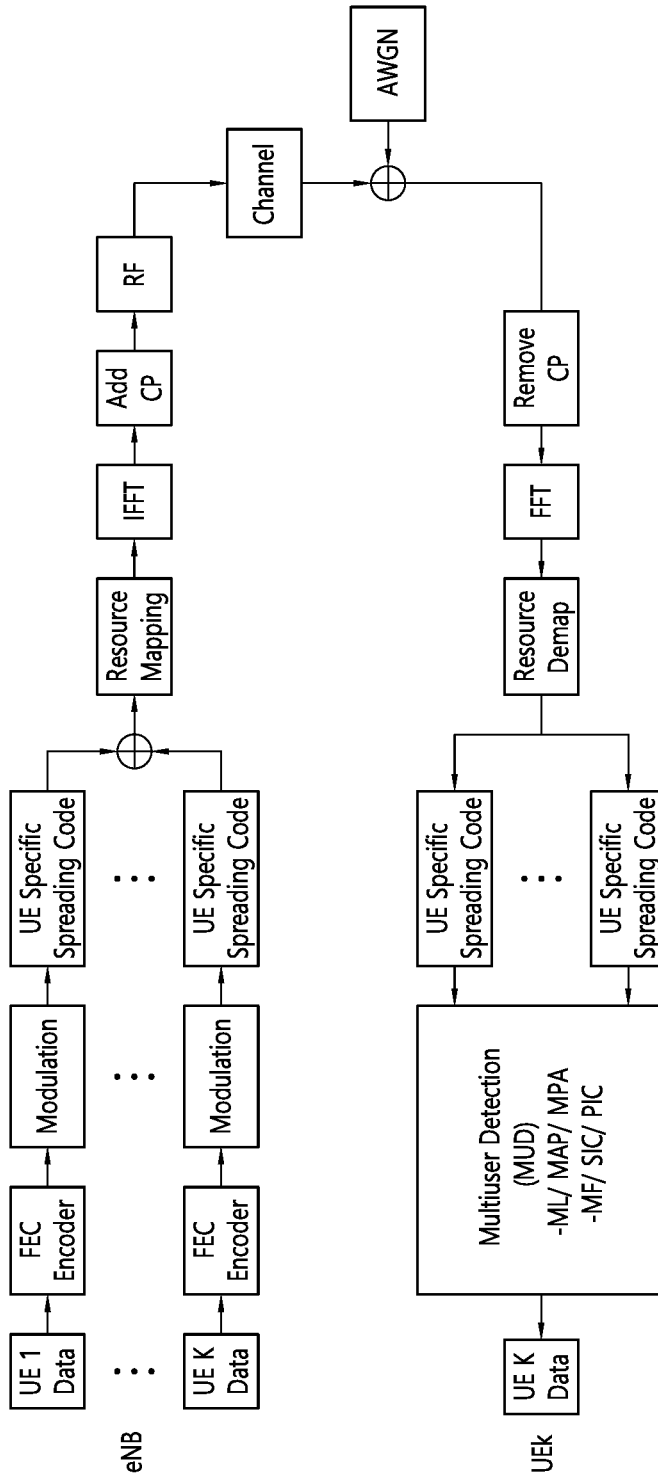 eNB
UE 1
Data
FEC
Encoder
Modulation
UE Specific
Spreading Code
...
...
...
UE K
Data
FEC
Encoder
Modulation
UE Specific
Spreading Code
Resource
Mapping
IFFT
Add
CP
RF
Channel
AWGN
UEk
UE K
Data
Multiuser Detection
(MUD)
-ML/ MAP/ MPA
-MF/ SIC/ PIC
UE Specific
Spreading Code
...
UE Specific
Spreading Code
Resource
Demap
FFT
Remove
CP